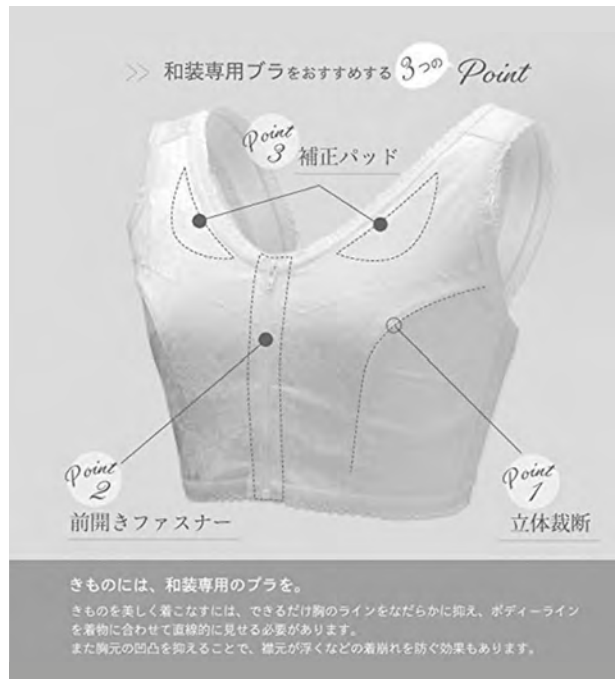 >> 和装専用ブラをおすすめする 3つの Point
Point 3 補正パッド
Point 2
前開きファスナー
Point 1
立体裁断
きものには、和装専用のブラを。
きものを美しく着こなすには、できるだけ胸のラインをなだらかに抑え、ボディーライン
を着物に合わせて直線的に見せる必要があります。
また胸元の凹凸を抑えることで、襟元が浮くなどの着崩れを防ぐ効果もあります。